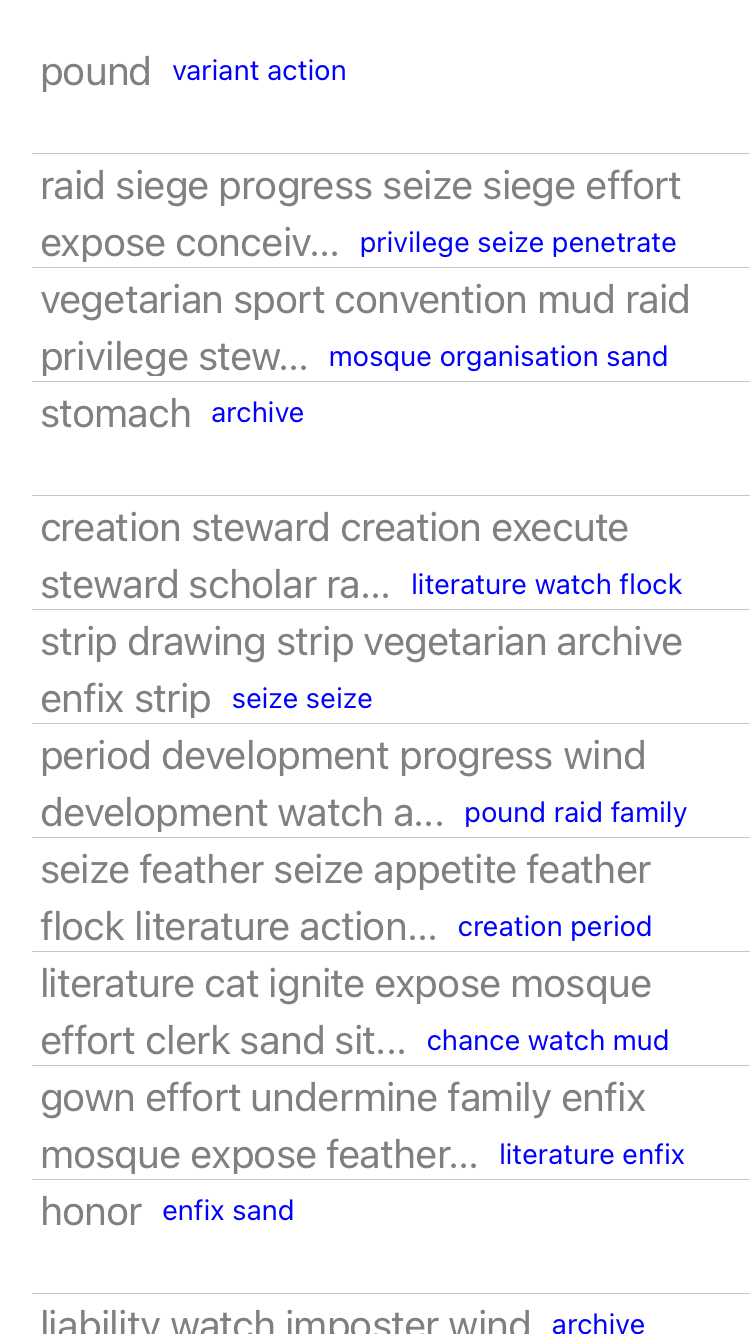 pound variant action
raid siege progress seize siege effort
expose conceiv... privilege seize penetrate
vegetarian sport convention mud raid
privilege stew... mosque organisation sand
stomach archive
creation steward creation execute
steward scholar ra... literature watch flock
strip drawing strip vegetarian archive
enfix strip seize seize
period development progress wind
development watch a... pound raid family
seize feather seize appetite feather
flock literature action... creation period
literature cat ignite expose mosque
effort clerk sand sit... chance watch mud
gown effort undermine family enfix
mosque expose feather... literature enfix
honor enfix sand
liability watch imposter wind archive